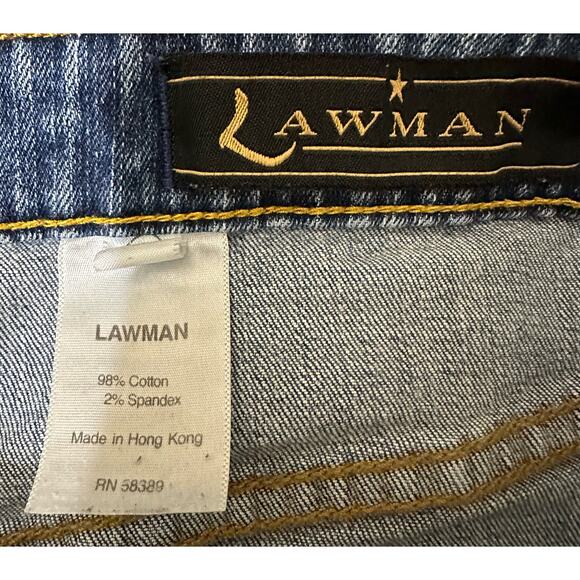 LAWMAN
LAWMAN
98% Cotton
2% Spandex
Made in Hong Kong
RN 58389